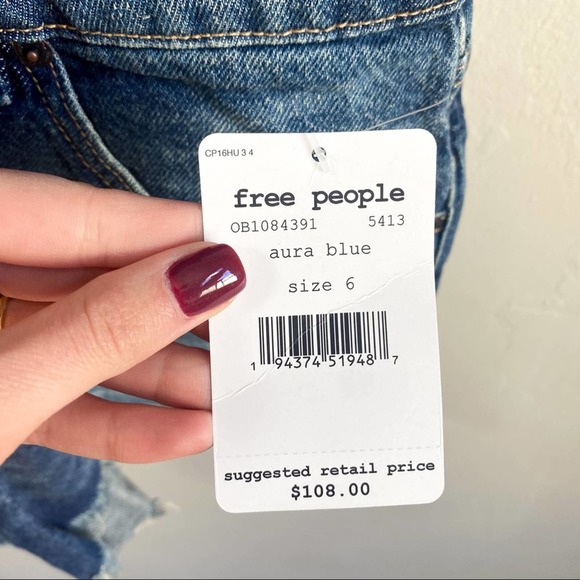 CP16HU 3 4
free people
OB1084391 5413
aura blue
size 6
1 94374 51948 7
suggested retail price
$108.00